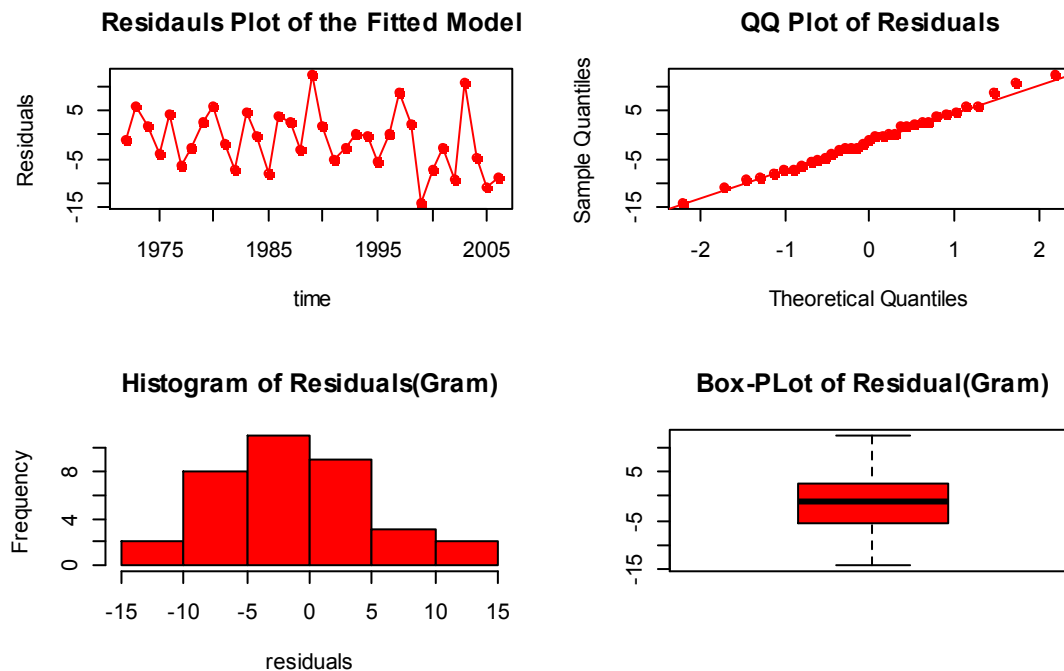 Residauls Plot of the Fitted Model
Residuals
5
-5
-15
1975 1985 1995 2005
time
QQ Plot of Residuals
Sample Quantiles
5
-5
-15
-2 -1 0 1 2
Theoretical Quantiles
Histogram of Residuals(Gram)
Frequency
8
4
0
-15 -10 -5 0 5 10 15
residuals
Box-PLot of Residual(Gram)
5
-5
-15